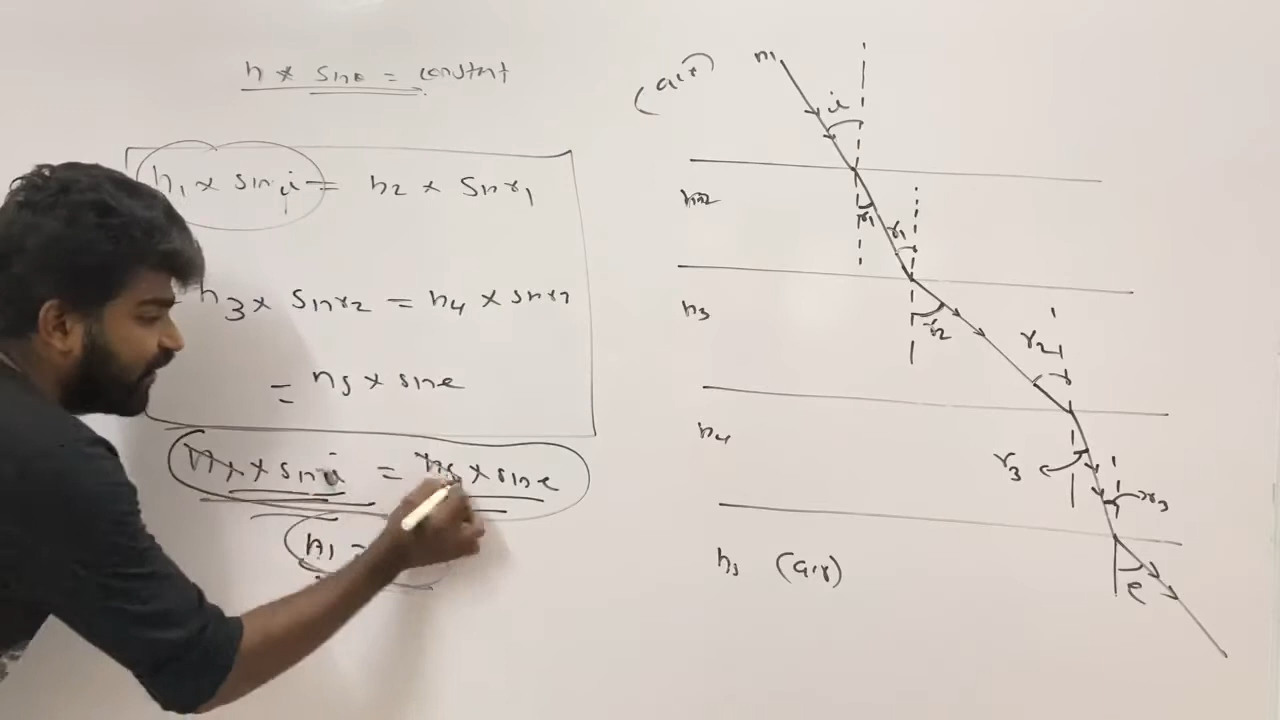 n × sinθ = constant
n₁ × sin i = n₂ × sin r₁
n₃ × sin r₂ = n₄ × sin r₃
= n₅ × sin e
n₁ × sin i = n₅ × sin e
n₁ =
(air)
n₁
i
n₂
r₁
r₁
n₃
r₂
r₂
n₄
r₃
r₃
n₅ (air)
e